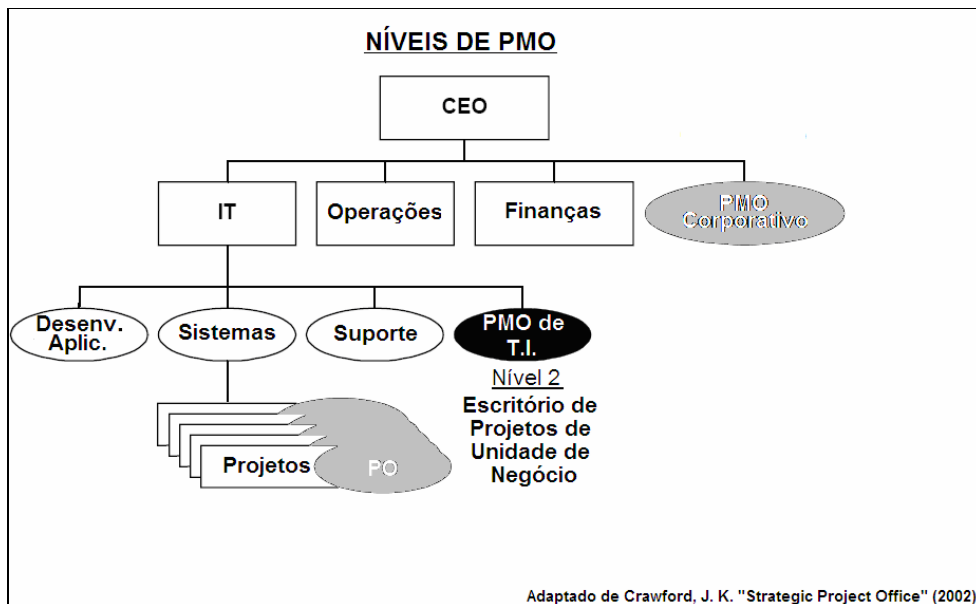 NÍVEIS DE PMO
CEO
IT
Operações
Finanças
PMO
Corporativo
Desenv.
Aplic.
Sistemas
Suporte
PMO de
T.I.
Nível 2
Escritório de
Projetos de
Unidade de
Negócio
Projetos
PO
Adaptado de Crawford, J. K. "Strategic Project Office" (2002)